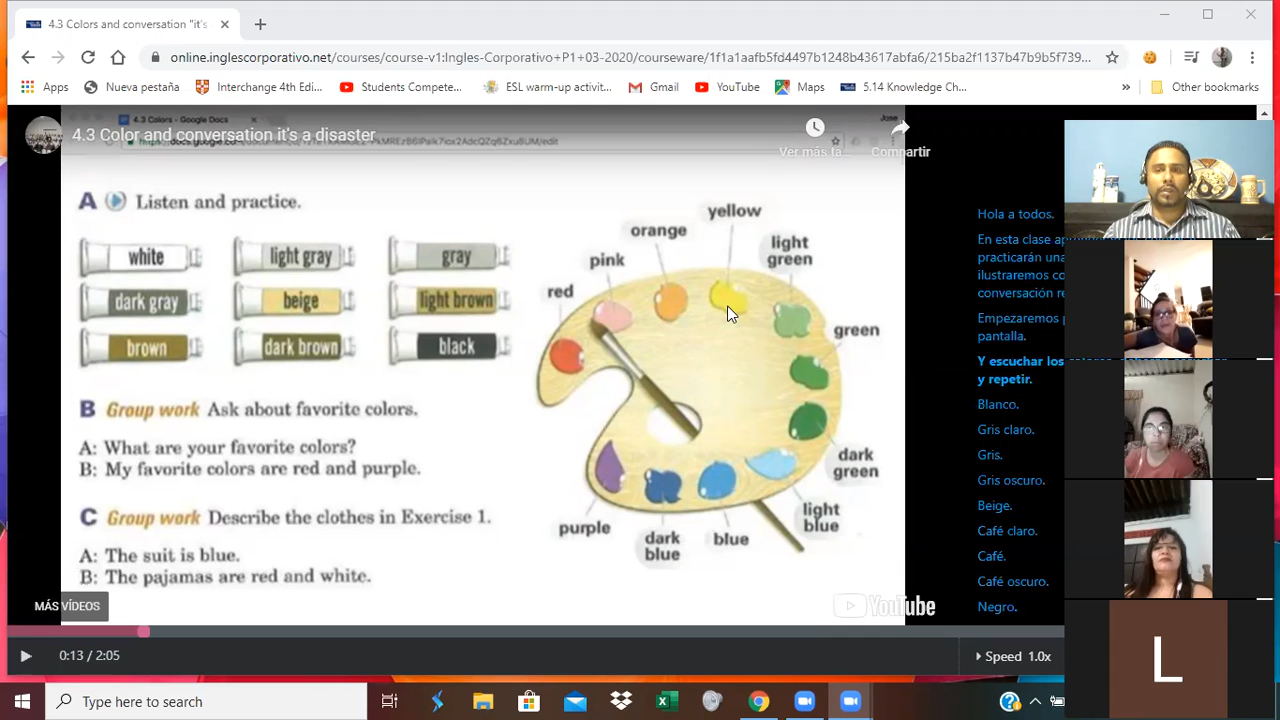 4.3 Colors and conversation "it's
online.inglescorporativo.net/courses/course-v1:Ingles-Corporativo+P1+03-2020/courseware/1f1a1aafb5fd4497b1248b43617abfa6/215ba2f1137b47b9b5f739...
Apps
Nueva pestaña
Interchange 4th Edi...
Students Compete...
ESL warm-up activit...
Gmail
YouTube
Maps
5.14 Knowledge Ch...
»
Other bookmarks
4.3 Colors - Google Docs
Jose
4.3 Color and conversation it's a disaster
Ver más ta...
Compartir
A Listen and practice.
white
light gray
gray
dark gray
beige
light brown
brown
dark brown
black
red
pink
orange
yellow
light
green
green
dark
green
light
blue
blue
dark
blue
purple
B Group work Ask about favorite colors.
A: What are your favorite colors?
B: My favorite colors are red and purple.
C Group work Describe the clothes in Exercise 1.
A: The suit is blue.
B: The pajamas are red and white.
MÁS VÍDEOS
YouTube
0:13 / 2:05
Speed 1.0x
Hola a todos.
En esta clase
practicarán una
ilustraremos co
conversación re
Empezaremos
pantalla.
Y escuchar los
y repetir.
Blanco.
Gris claro.
Gris.
Gris oscuro.
Beige.
Café claro.
Café.
Café oscuro.
Negro.
L
Type here to search